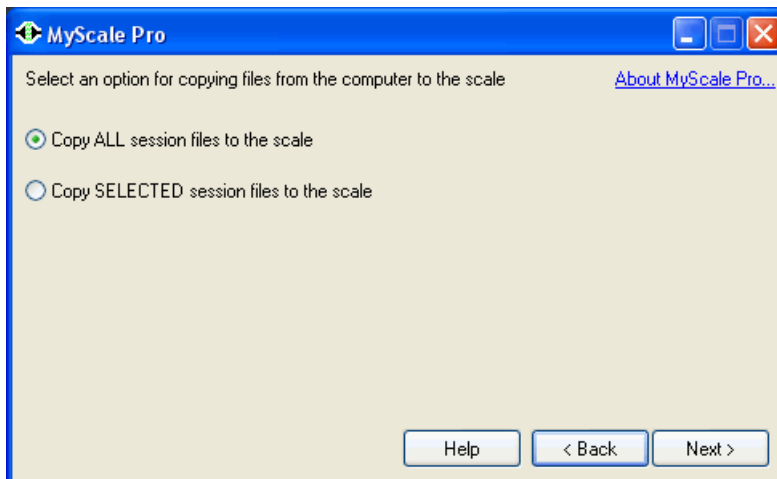 MyScale Pro
Select an option for copying files from the computer to the scale
About MyScale Pro...
Copy ALL session files to the scale
Copy SELECTED session files to the scale
Help
< Back
Next >